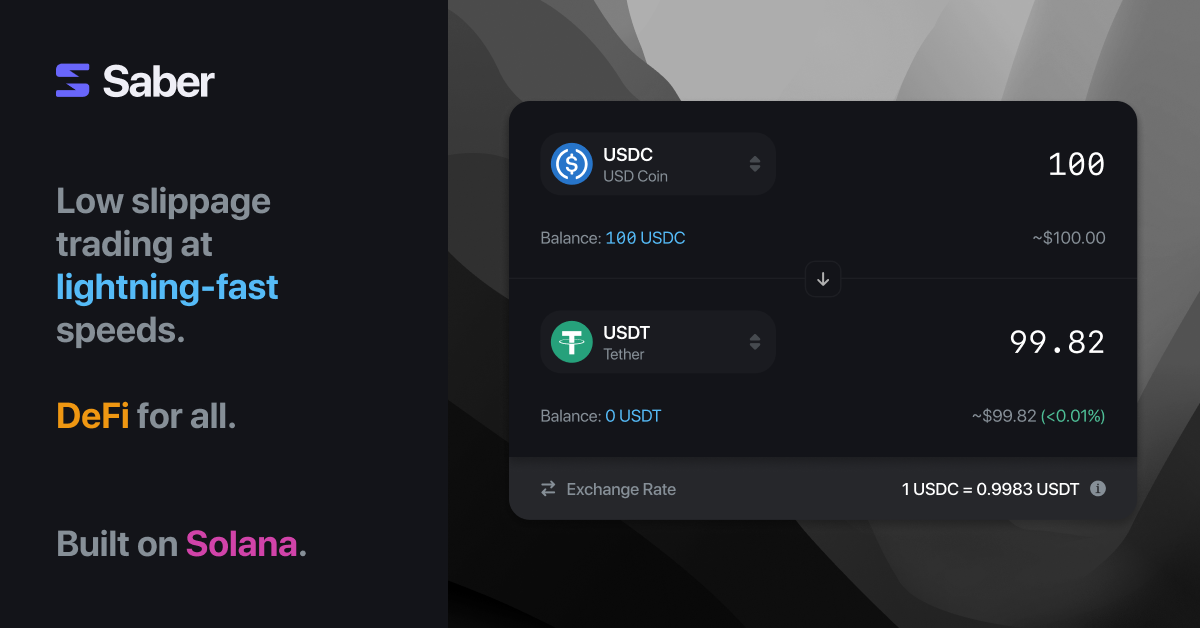 Saber
Low slippage
trading at
lightning-fast
speeds.
DeFi for all.
Built on Solana.
USDC
USD Coin
100
Balance: 100 USDC
~$100.00
USDT
Tether
99.82
Balance: 0 USDT
~$99.82 (<0.01%)
Exchange Rate
1 USDC = 0.9983 USDT